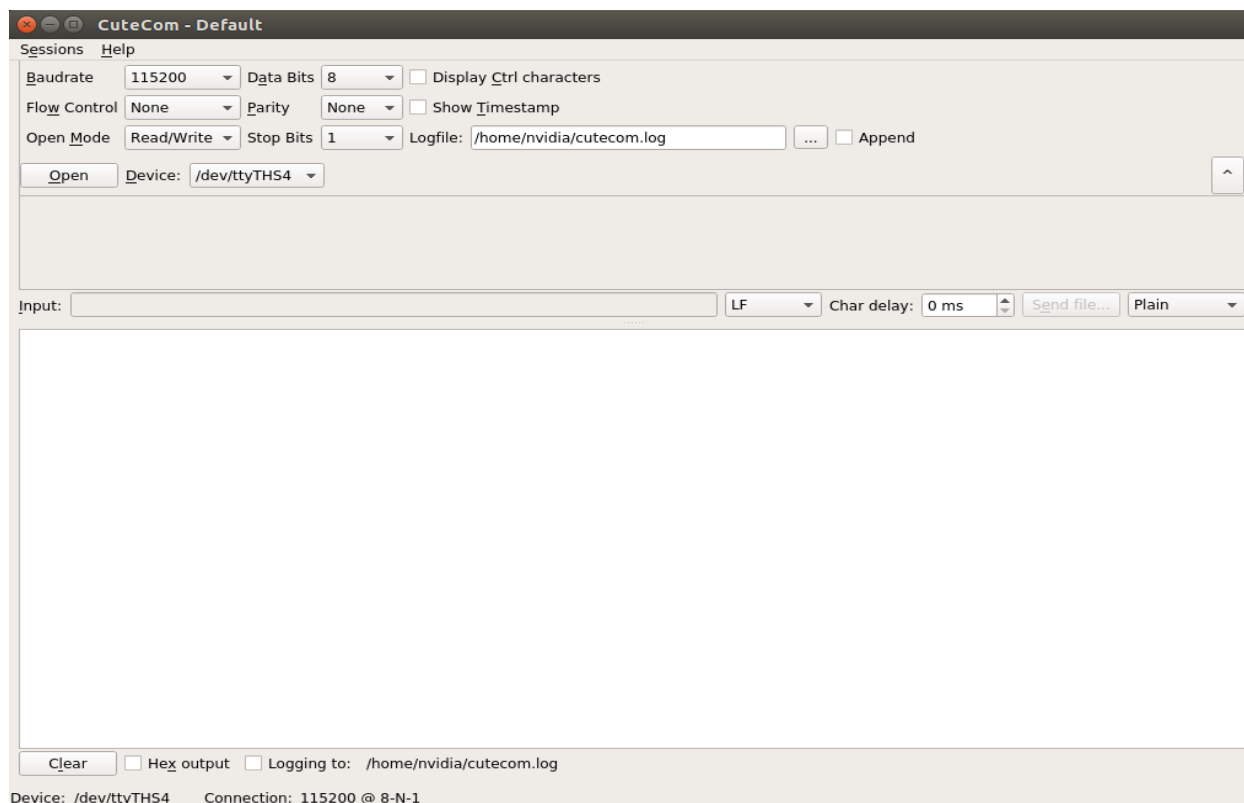 CuteCom - Default
Sessions Help
Baudrate 115200 Data Bits 8 Display Ctrl characters
Flow Control None Parity None Show Timestamp
Open Mode Read/Write Stop Bits 1 Logfile: /home/nvidia/cutecom.log ... Append
Open Device: /dev/ttyTHS4 ^
Input: LF Char delay: 0 ms Send file... Plain
Clear Hex output Logging to: /home/nvidia/cutecom.log
Device: /dev/ttyTHS4 Connection: 115200 @ 8-N-1